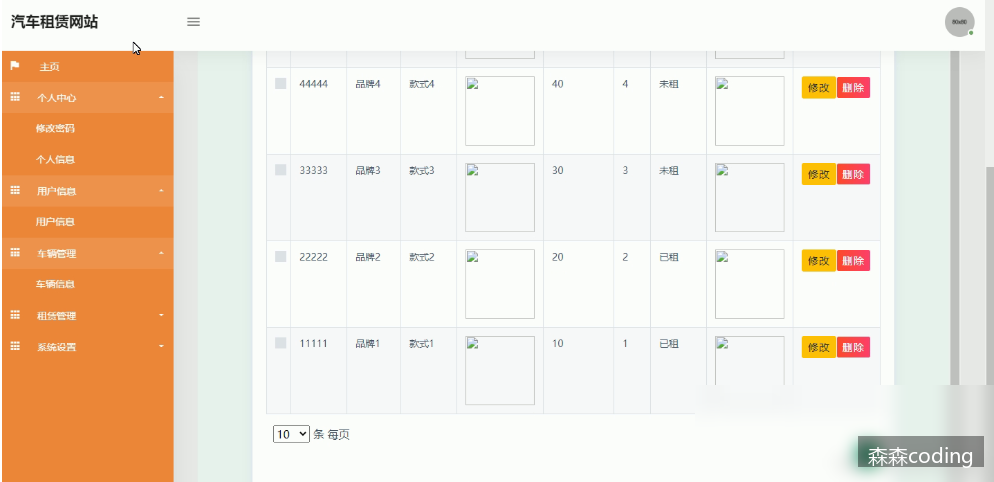 汽车租赁网站
主页
个人中心
修改密码
个人信息
用户信息
用户信息
车辆管理
车辆信息
租赁管理
系统设置
44444 品牌4 款式4 40 4 未租 修改 删除
33333 品牌3 款式3 30 3 未租 修改 删除
22222 品牌2 款式2 20 2 已租 修改 删除
11111 品牌1 款式1 10 1 已租 修改 删除
10 条 每页
森森coding